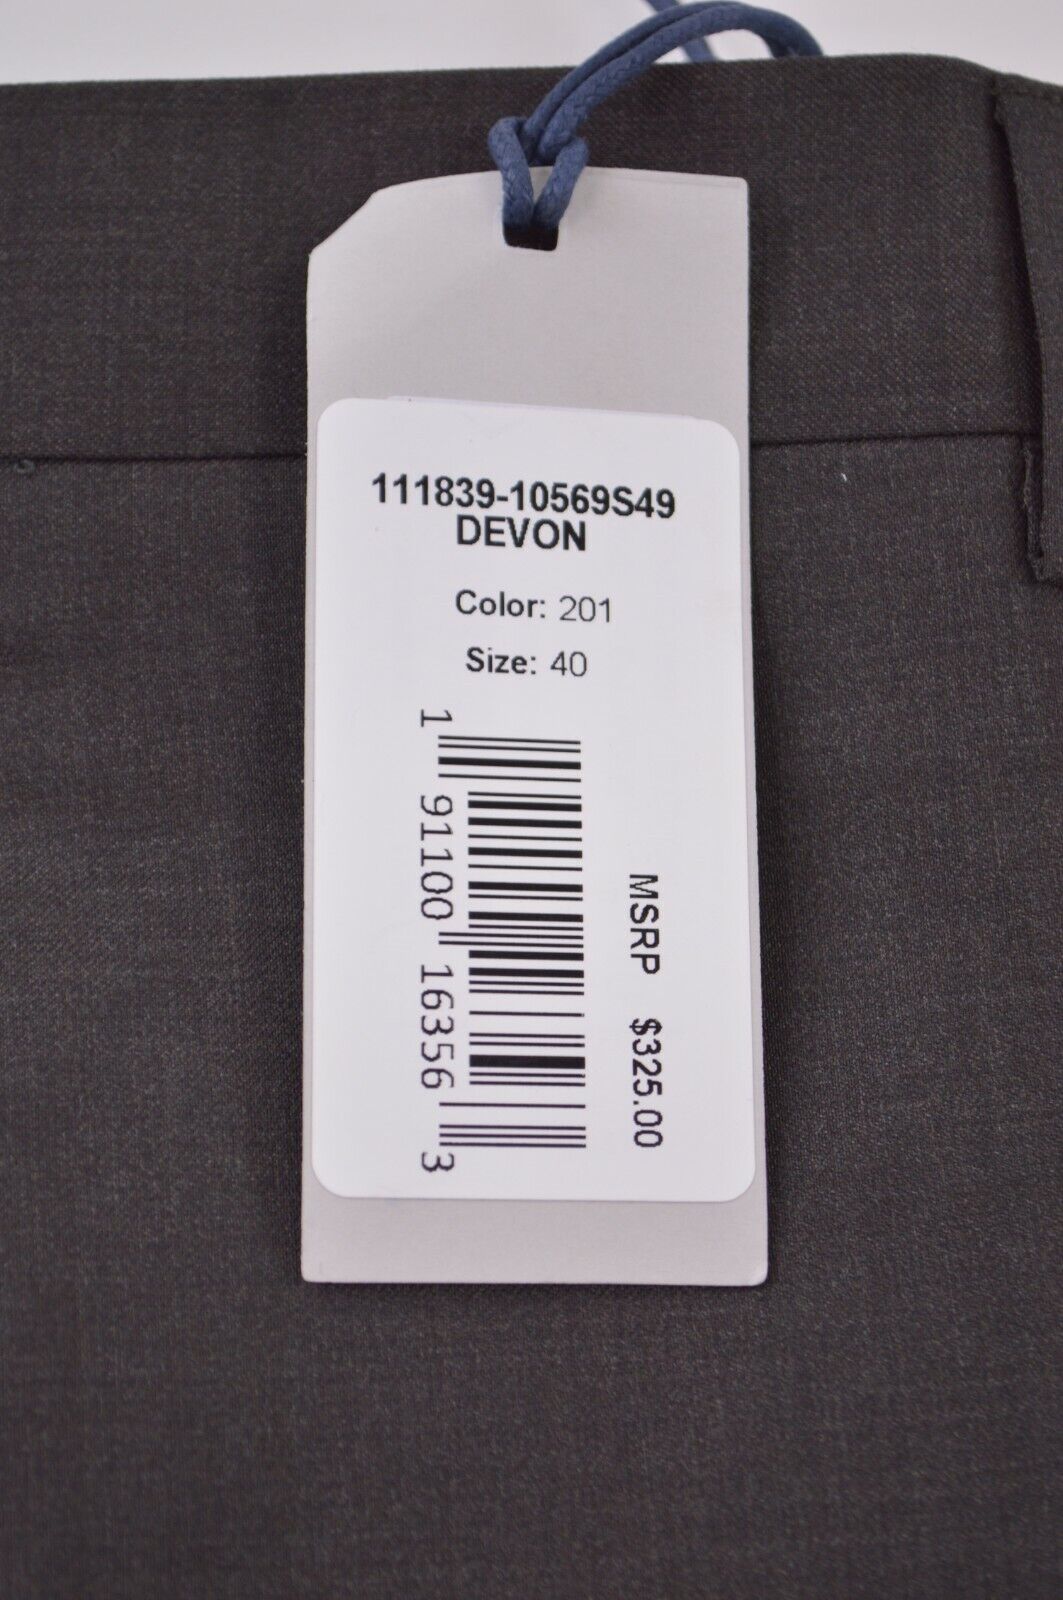 111839-10569S49
DEVON
Color: 201
Size: 40
1 91100 16356 3
MSRP $325.00